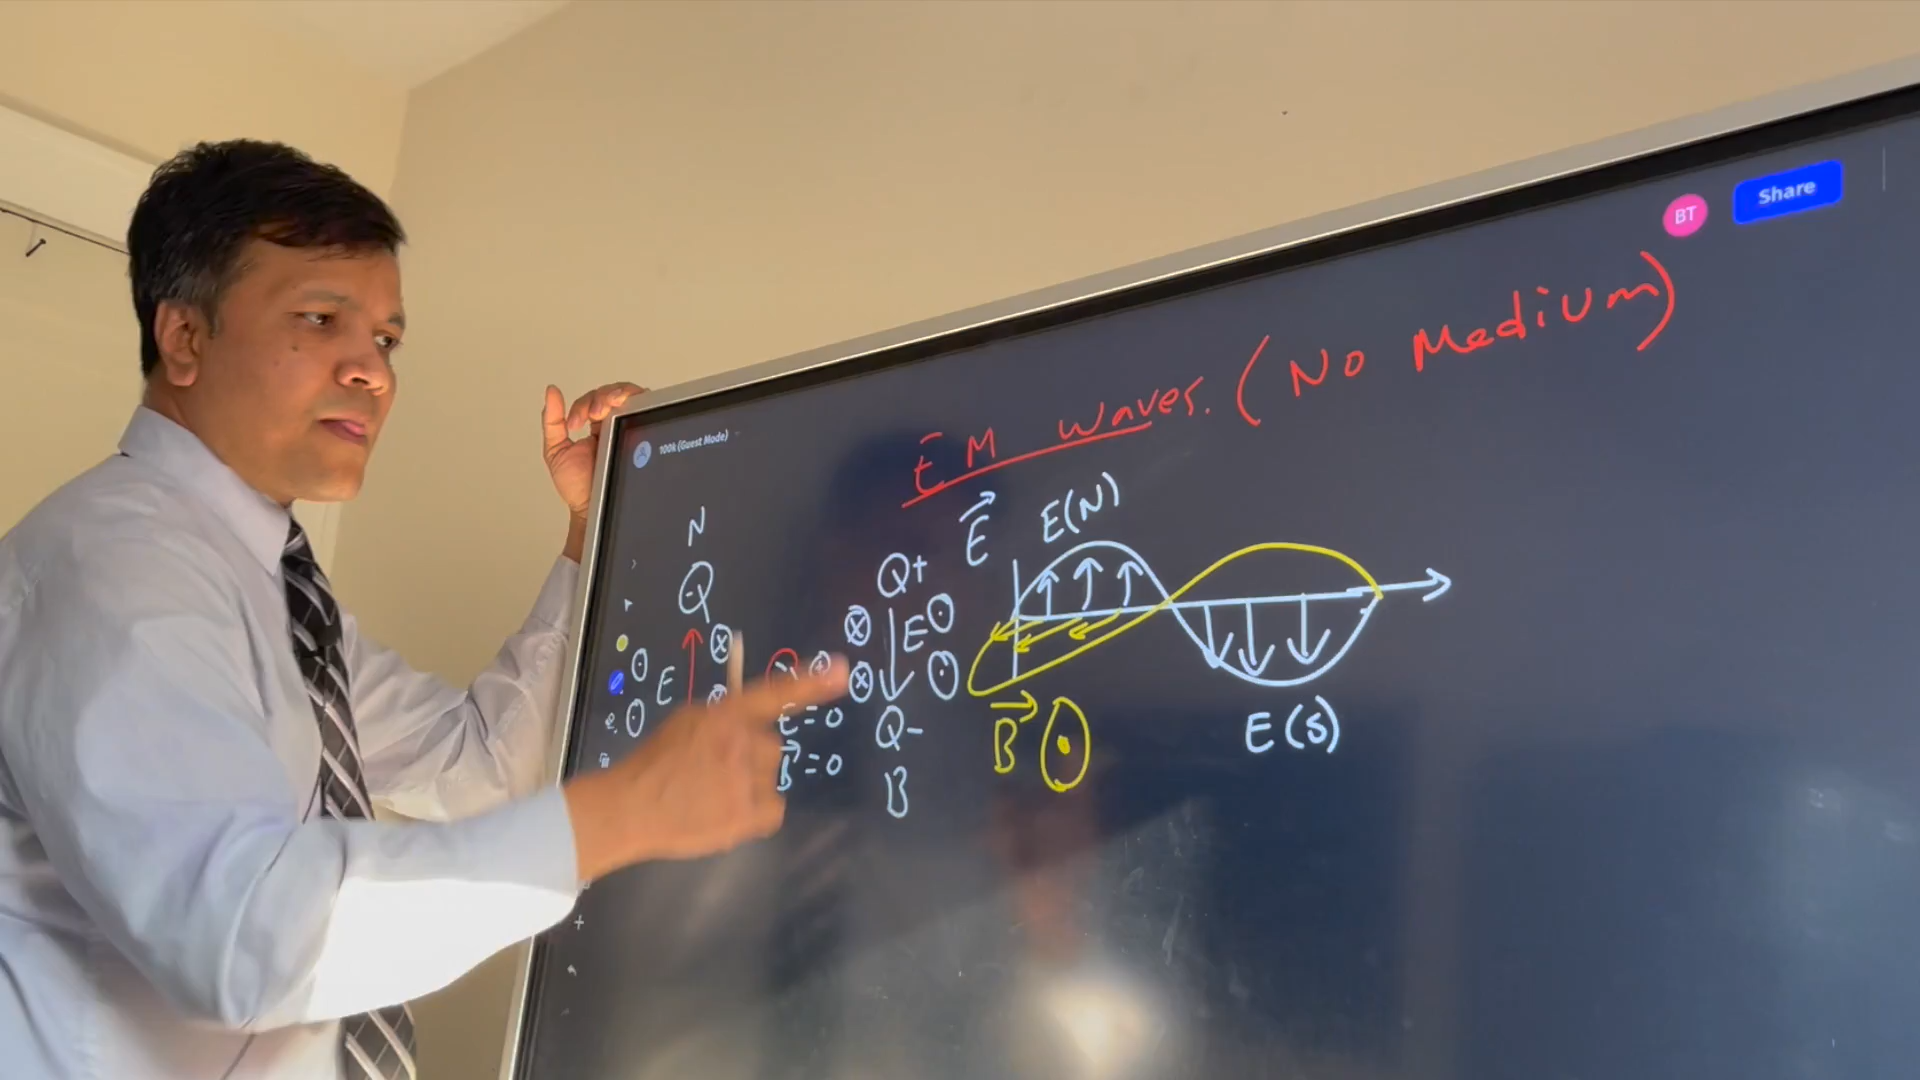 BT
Share
EM Waves. (No Medium)
100k (Guest Mode)
N
Q
-
E
E = 0
B = 0
Q+
E
Q-
B
E
E(N)
B
E(S)